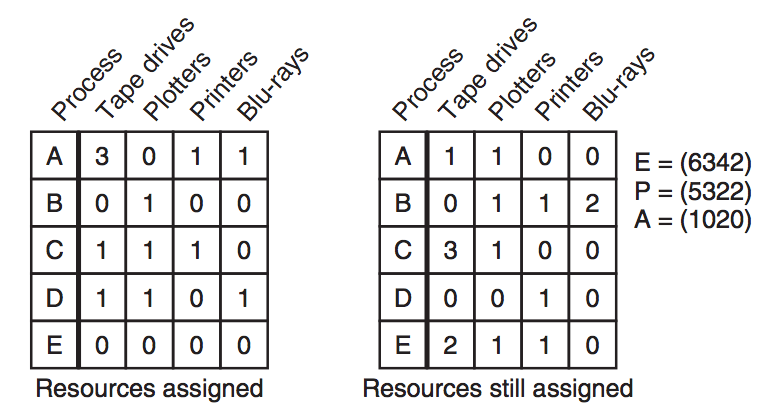 Process Tape drives Plotters Printers Blu-rays
A 3 0 1 1
B 0 1 0 0
C 1 1 1 0
D 1 1 0 1
E 0 0 0 0
Resources assigned
Process Tape drives Plotters Printers Blu-rays
A 1 1 0 0
B 0 1 1 2
C 3 1 0 0
D 0 0 1 0
E 2 1 1 0
Resources still assigned
E = (6342)
P = (5322)
A = (1020)